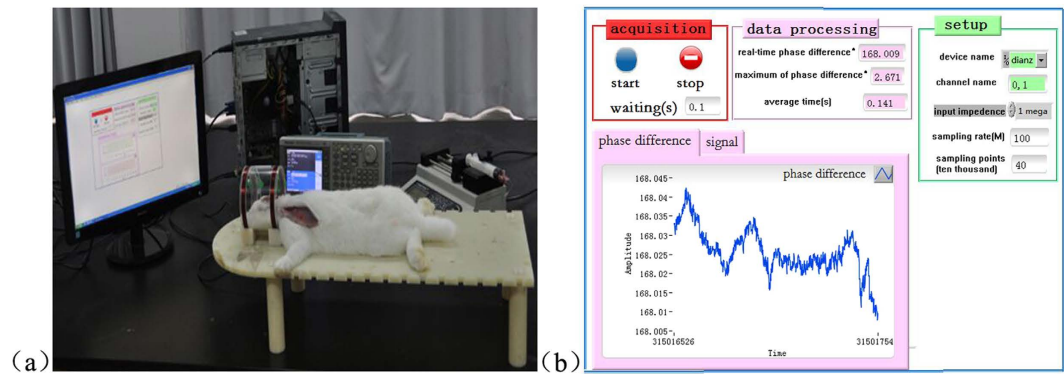 (a)
(b)
acquisition
start stop
waiting(s) 0.1
data processing
real-time phase difference* 168.009
maximum of phase difference* 2.671
average time(s) 0.141
setup
device name dianz
channel name 0,1
input impedence 1 mega
sampling rate(M) 100
sampling points
(ten thousand) 40
phase difference signal
phase difference
Amplitude
168.045
168.04
168.035
168.03
168.025
168.02
168.015
168.01
168.005
315016526 31501754
Time